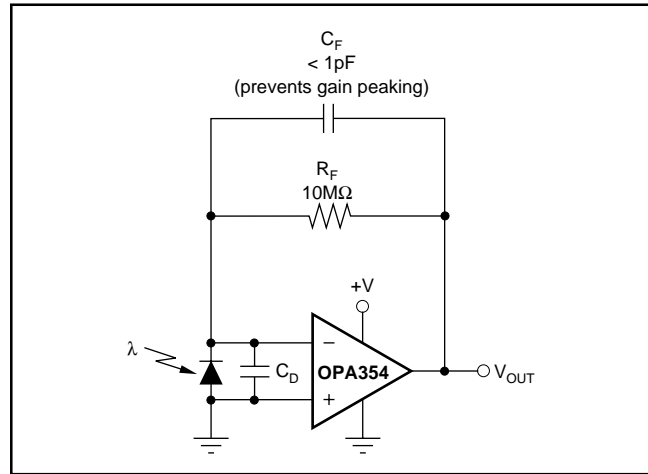 C_F
< 1pF
(prevents gain peaking)
R_F
10MΩ
+V
λ
−
C_D
OPA354
+
V_OUT